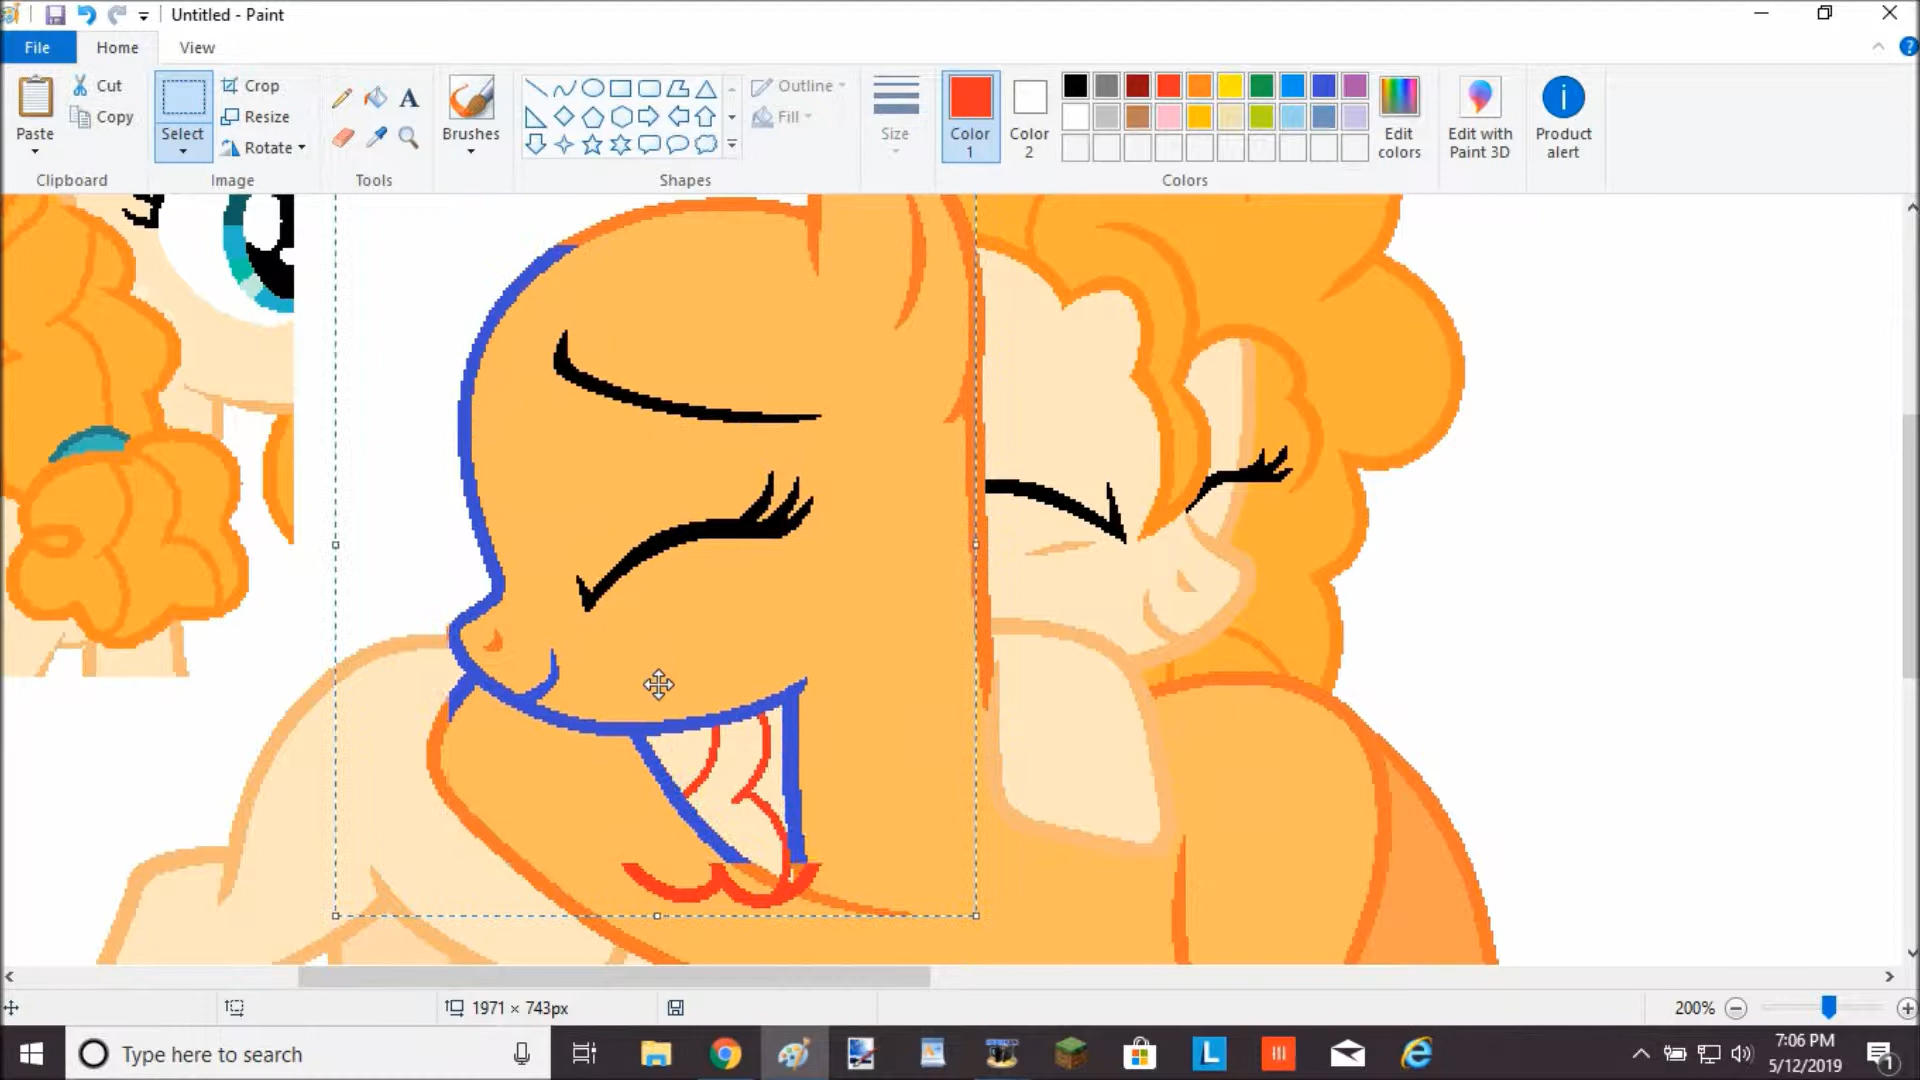 Untitled - Paint
File Home View
Paste
Cut
Copy
Clipboard
Select
Crop
Resize
Rotate
Image
A
Tools
Brushes
Shapes
Outline
Fill
Size
Color 1
Color 2
Edit colors
Colors
Edit with Paint 3D
Product alert
1971 × 743px
200%
Type here to search
7:06 PM
5/12/2019
1